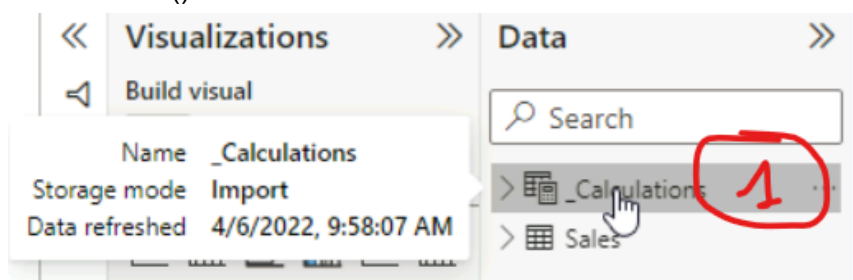 ()
Visualizations
Data
Build visual
Search
Name _Calculations
Storage mode Import
Data refreshed 4/6/2022, 9:58:07 AM
_Calculations
1
Sales